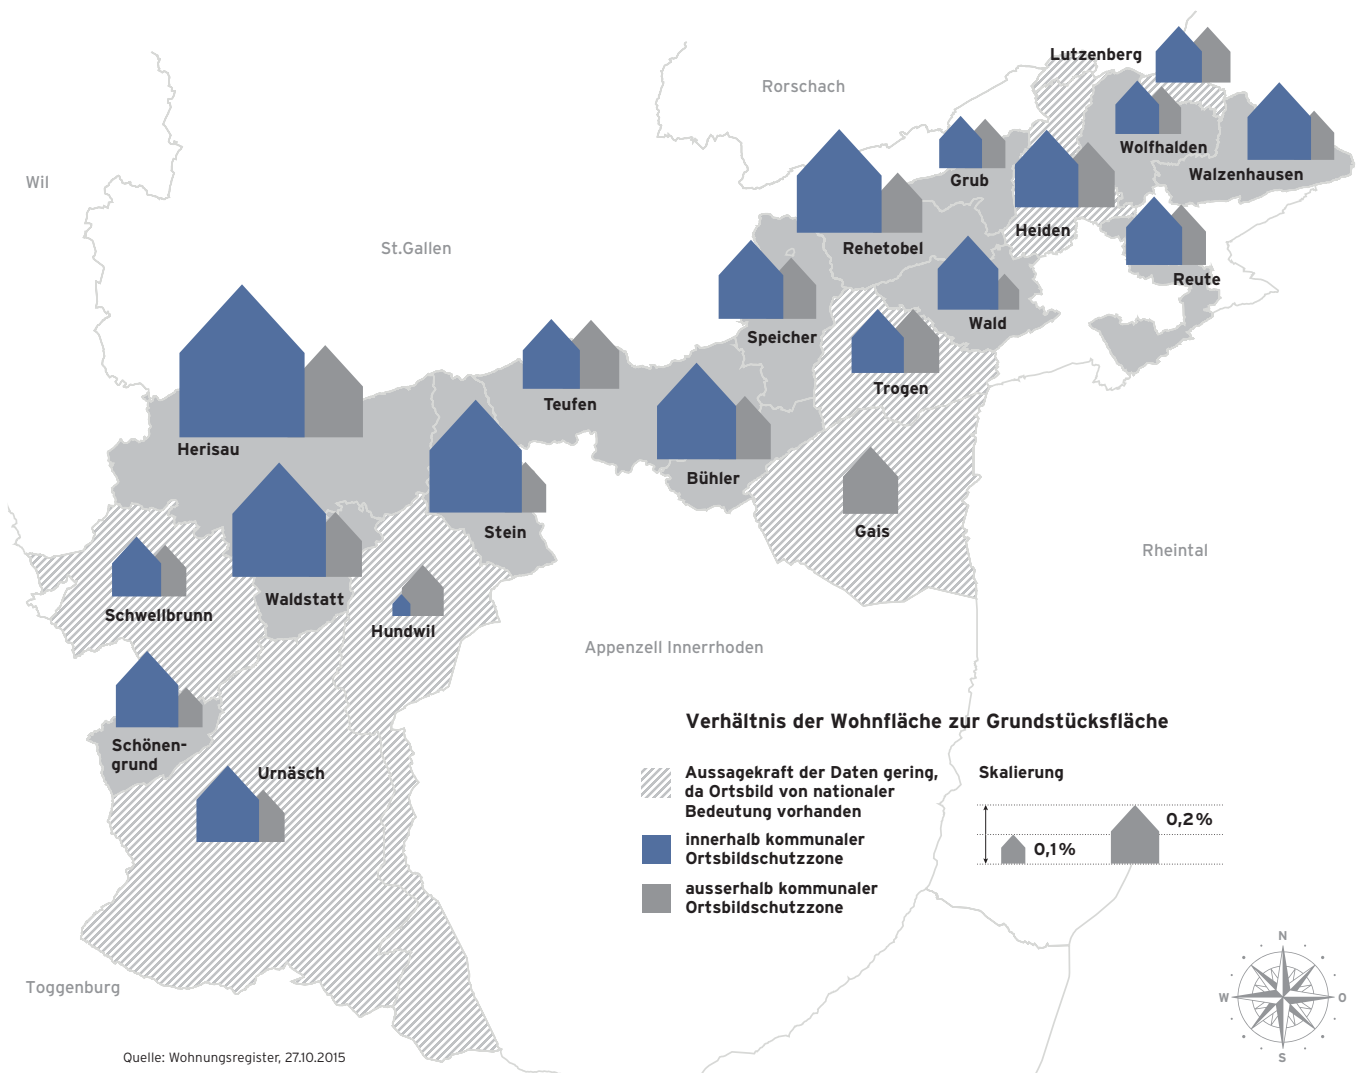 Lutzenberg
Rorschach
Wolfhalden
Walzenhausen
Wil
Grub
Heiden
St.Gallen
Rehetobel
Reute
Wald
Speicher
Trogen
Teufen
Herisau
Bühler
Stein
Gais
Rheintal
Waldstatt
Schwellbrunn
Hundwil
Appenzell Innerrhoden
Schönen-
grund
Urnäsch
Toggenburg
Verhältnis der Wohnfläche zur Grundstücksfläche
Aussagekraft der Daten gering,
da Ortsbild von nationaler
Bedeutung vorhanden
innerhalb kommunaler
Ortsbildschutzzone
ausserhalb kommunaler
Ortsbildschutzzone
Skalierung
0,2%
0,1%
N
W
O
S
Quelle: Wohnungsregister, 27.10.2015